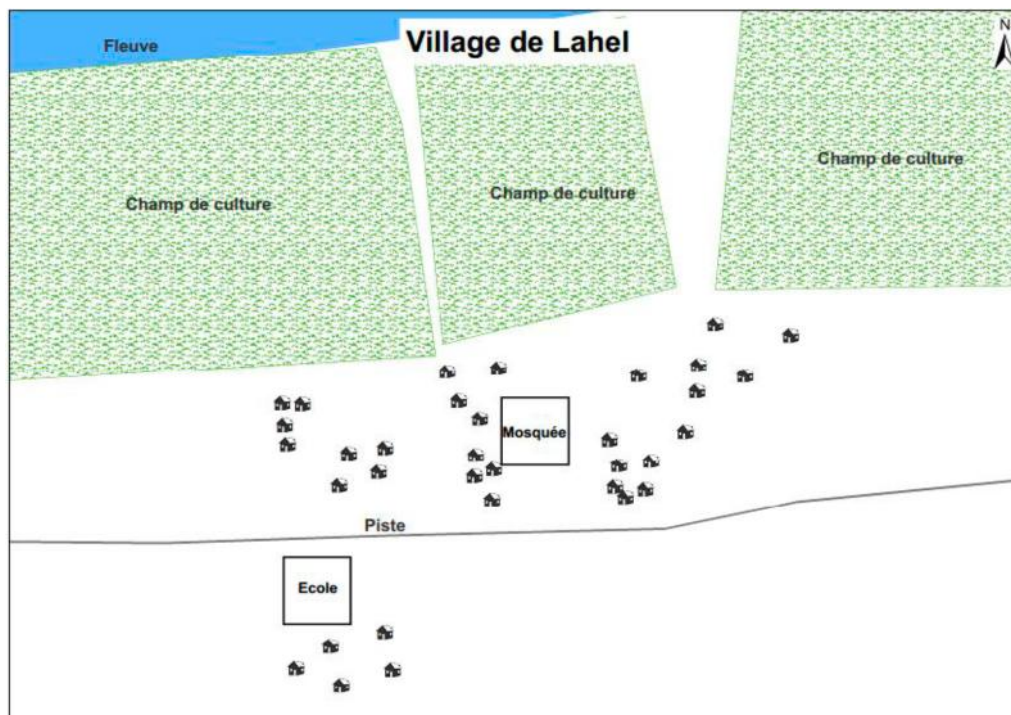 Village de Lahel
N
Fleuve
Champ de culture
Champ de culture
Champ de culture
Mosquée
Piste
Ecole